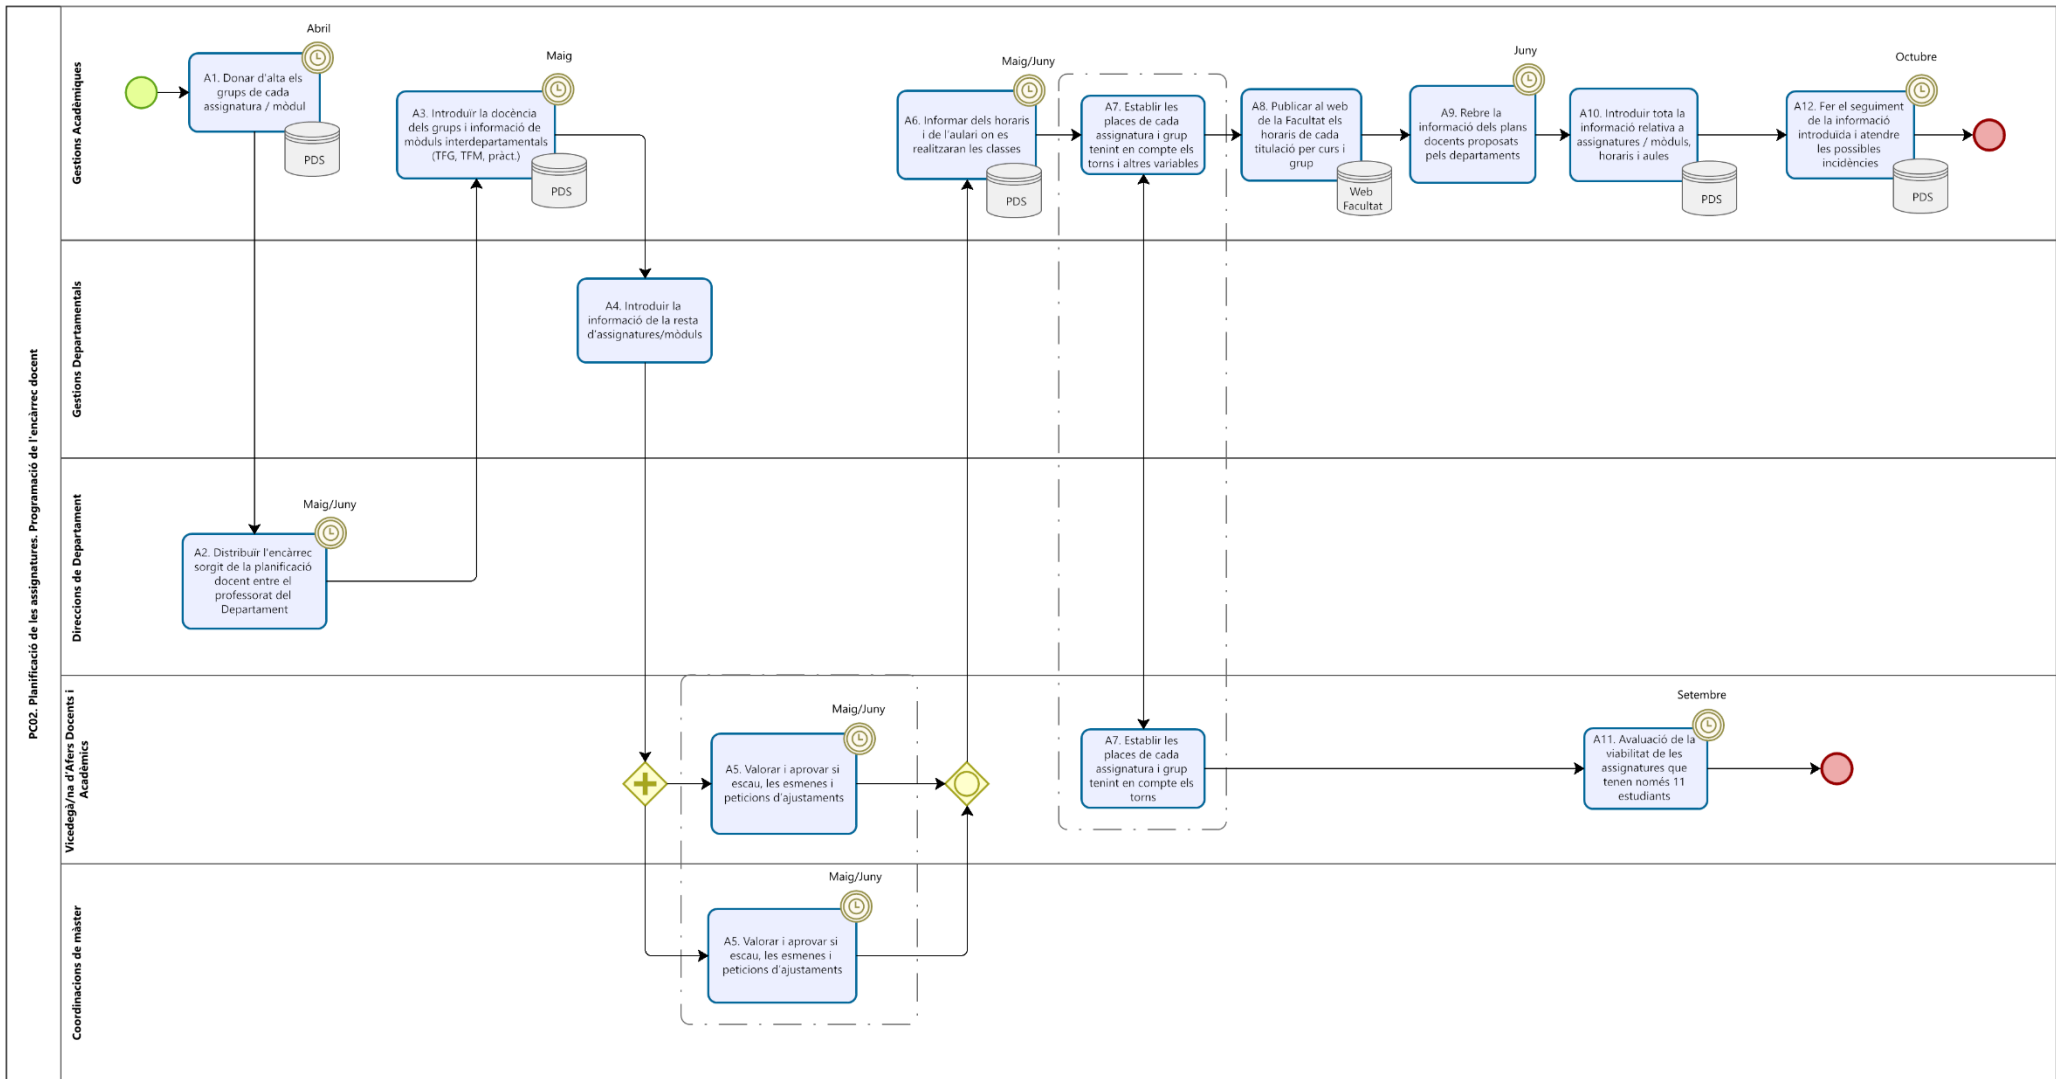 PC02. Planificació de les assignatures. Programació de l'encàrrec docent
Gestions Acadèmiques
Abril
A1. Donar d'alta els
grups de cada
assignatura / mòdul
PDS
Maig
A3. Introduïr la docència
dels grups i informació de
mòduls interdepartamentals
(TFG, TFM, pràct.)
PDS
Maig/Juny
A6. Informar dels horaris
i de l'aulari on es
realitzaran les classes
PDS
A7. Establir les
places de cada
assignatura i grup
tenint en compte els
torns i altres variables
A8. Publicar al web
de la Facultat els
horaris de cada
titulació per curs i
grup
Web
Facultat
Juny
A9. Rebre la
informació dels plans
docents proposats
pels departaments
A10. Introduir tota la
informació relativa a
assignatures / mòduls,
horaris i aules
PDS
Octubre
A12. Fer el seguiment
de la informació
introduïda i atendre
les possibles
incidències
PDS
Gestions Departamentals
A4. Introduir la
informació de la resta
d'assignatures/mòduls
Direccions de Departament
Maig/Juny
A2. Distribuïr l'encàrrec
sorgit de la planificació
docent entre el
professorat del
Departament
Vicedegà/na d'Afers Docents i
Acadèmics
Maig/Juny
A5. Valorar i aprovar si
escau, les esmenes i
peticions d'ajustaments
A7. Establir les
places de cada
assignatura i grup
tenint en compte els
torns
Setembre
A11. Avaluació de la
viabilitat de les
assignatures que
tenen només 11
estudiants
Coordinacions de màster
Maig/Juny
A5. Valorar i aprovar si
escau, les esmenes i
peticions d'ajustaments